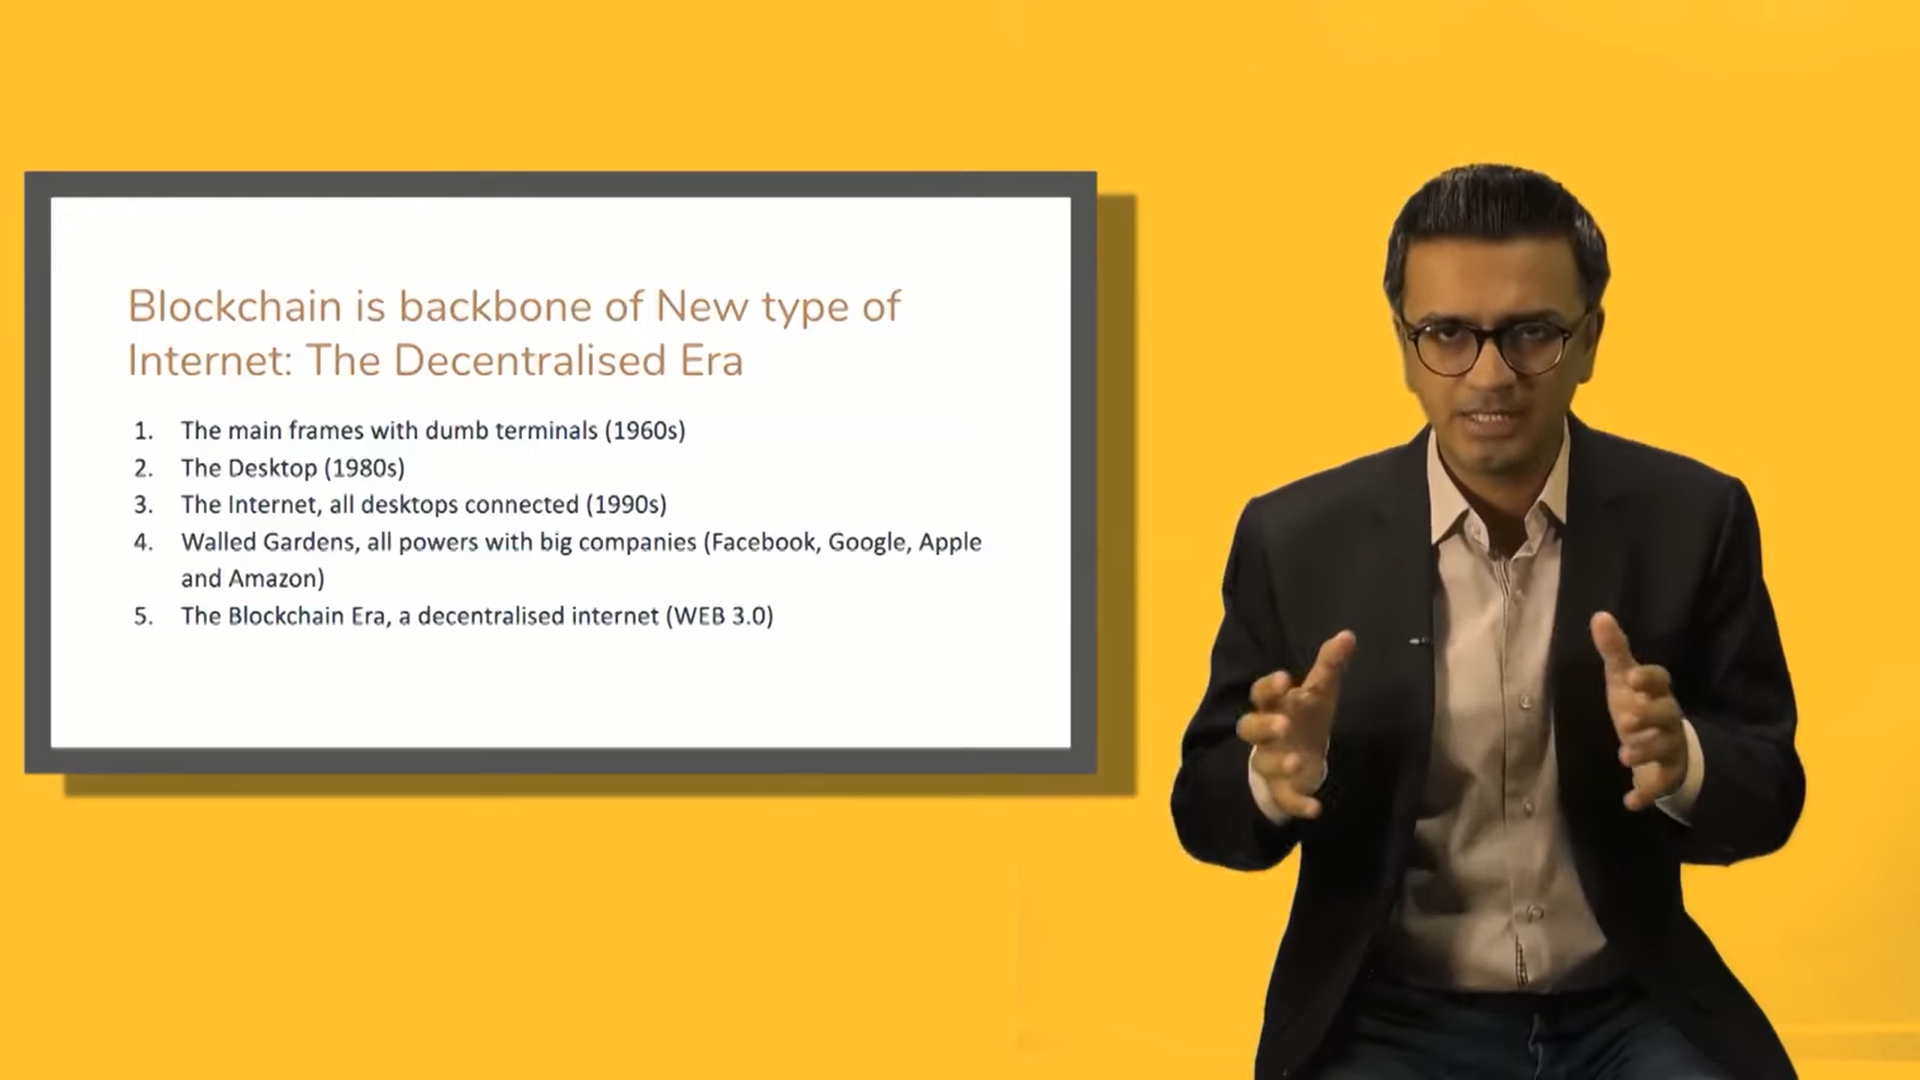 Blockchain is backbone of New type of
Internet: The Decentralised Era
1. The main frames with dumb terminals (1960s)
2. The Desktop (1980s)
3. The Internet, all desktops connected (1990s)
4. Walled Gardens, all powers with big companies (Facebook, Google, Apple
and Amazon)
5. The Blockchain Era, a decentralised internet (WEB 3.0)